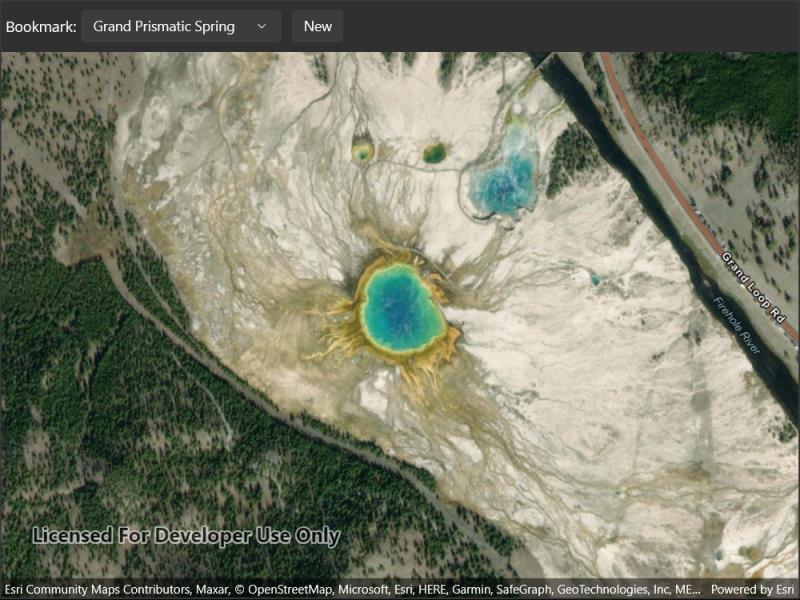 Bookmark: Grand Prismatic Spring New
Grand Loop Rd
Firehole River
Licensed For Developer Use Only
Esri Community Maps Contributors, Maxar, © OpenStreetMap, Microsoft, Esri, HERE, Garmin, SafeGraph, GeoTechnologies, Inc, ME... Powered by Esri